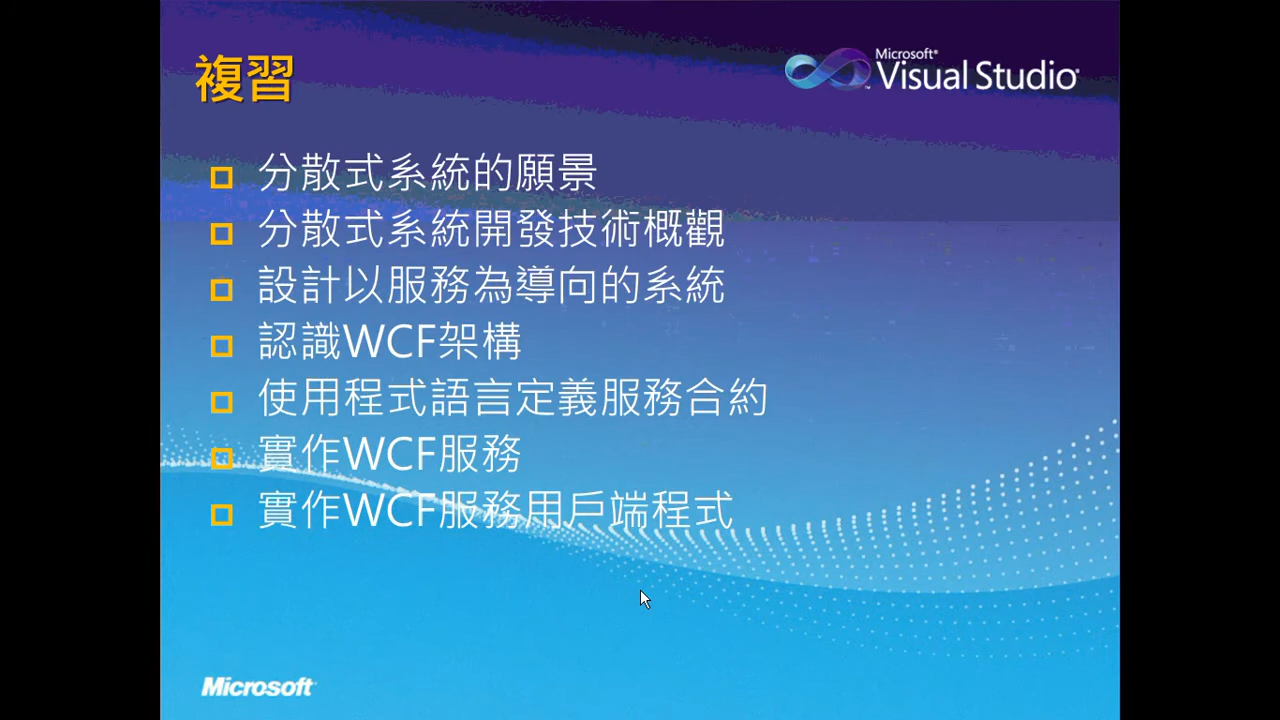 複習
Microsoft®
Visual Studio®
分散式系統的願景
分散式系統開發技術概觀
設計以服務為導向的系統
認識WCF架構
使用程式語言定義服務合約
實作WCF服務
實作WCF服務用戶端程式
Microsoft